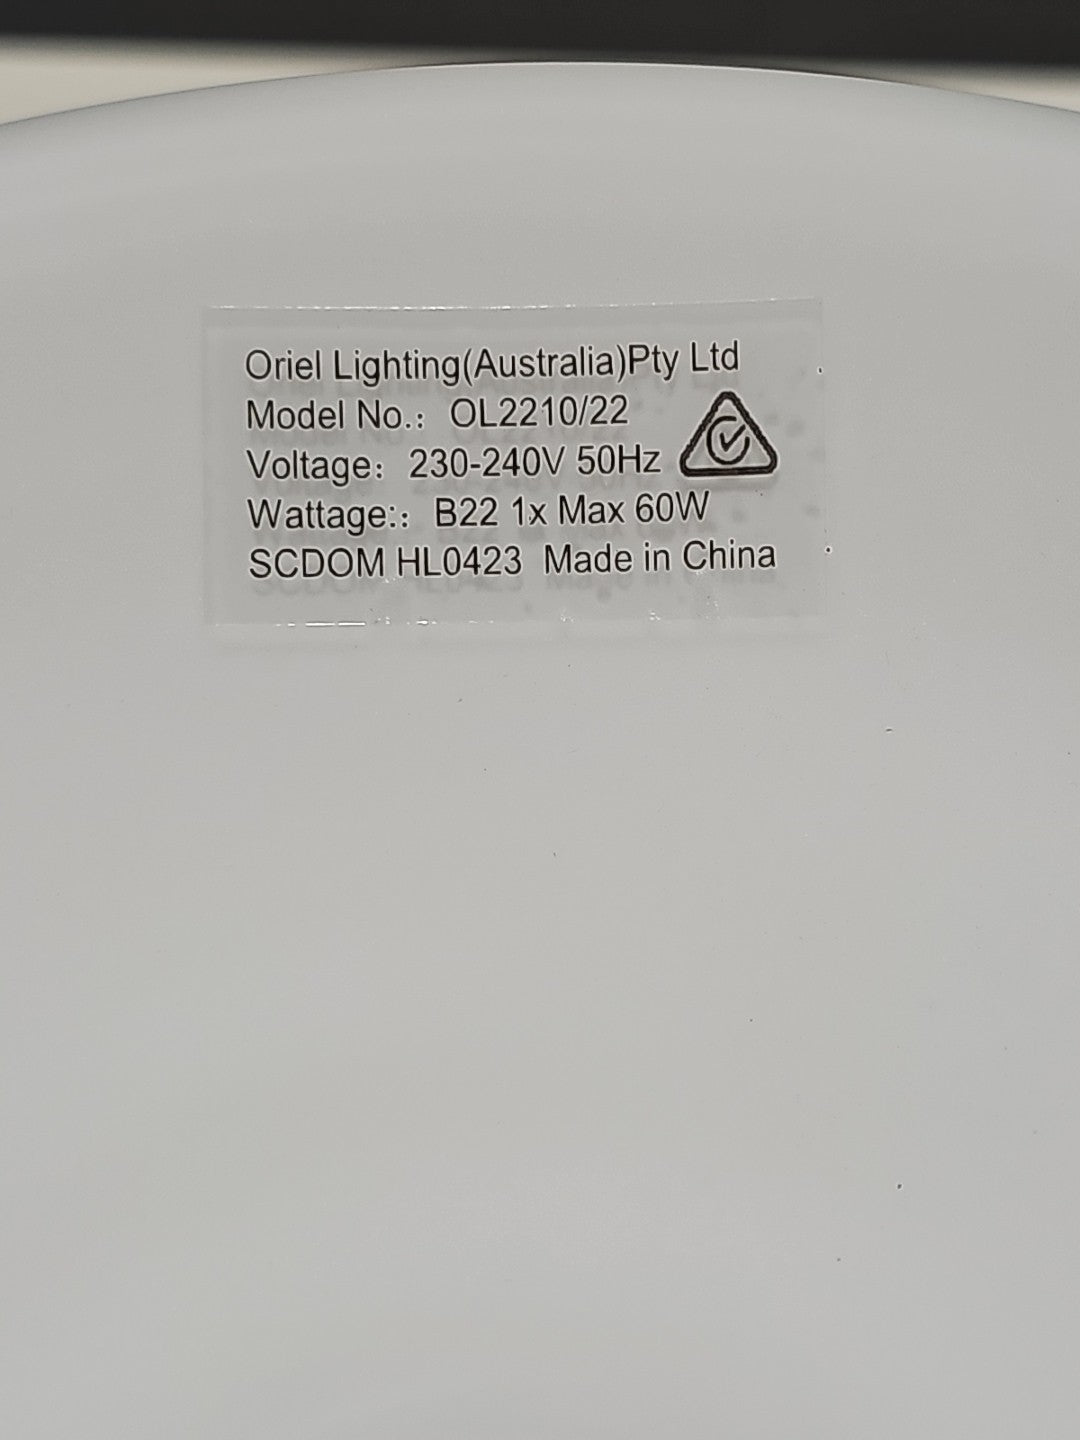 Oriel Lighting(Australia)Pty Ltd
Model No.: OL2210/22
Voltage: 230-240V 50Hz
Wattage:: B22 1x Max 60W
SCDOM HL0423 Made in China